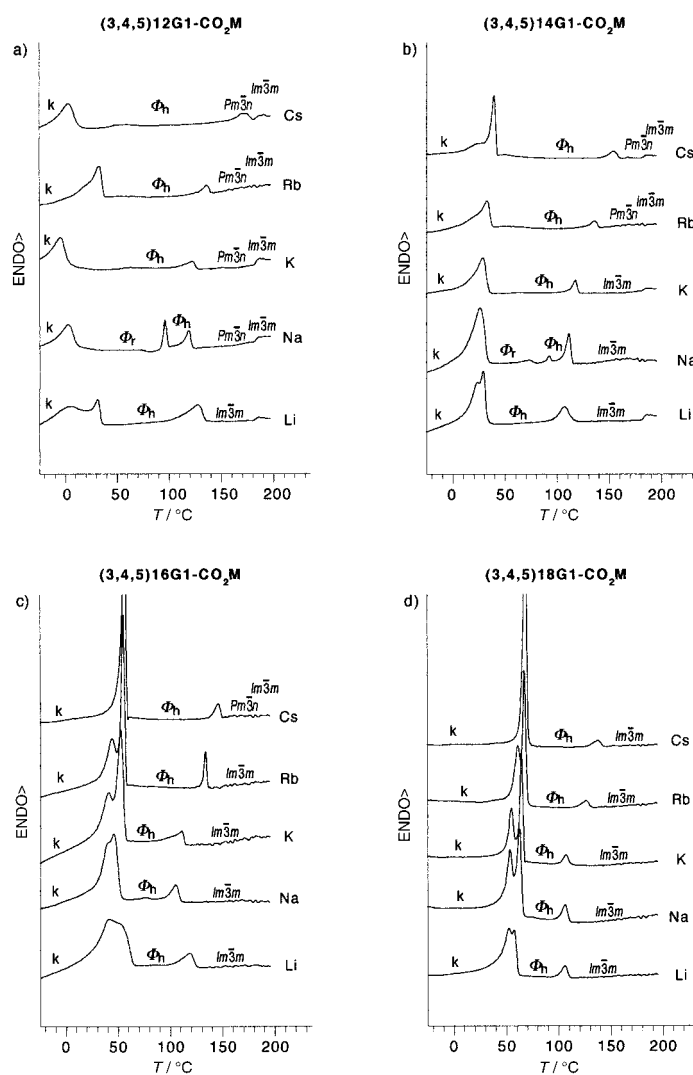 (3,4,5)12G1-CO₂M
a)
ENDO>
Im3̄m
k Φh Pm3̄n Cs
Im3̄m
k Φh Pm3̄n Rb
Im3̄m
k Φh Pm3̄n K
Im3̄m
k Φr Φh Pm3̄n Na
k Φh Im3̄m Li
0 50 100 150 200
T / °C
(3,4,5)14G1-CO₂M
b)
ENDO>
Im3̄m
k Φh Pm3̄n Cs
Im3̄m
k Φh Pm3̄n Rb
k Φh Im3̄m K
k Φr Φh Im3̄m Na
k Φh Im3̄m Li
0 50 100 150 200
T / °C
(3,4,5)16G1-CO₂M
c)
ENDO>
Im3̄m
k Φh Pm3̄n Cs
k Φh Im3̄m Rb
k Φh Im3̄m K
k Φh Im3̄m Na
k Φh Im3̄m Li
0 50 100 150 200
T / °C
(3,4,5)18G1-CO₂M
d)
ENDO>
k Φh Im3̄m Cs
k Φh Im3̄m Rb
k Φh Im3̄m K
k Φh Im3̄m Na
k Φh Im3̄m Li
0 50 100 150 200
T / °C